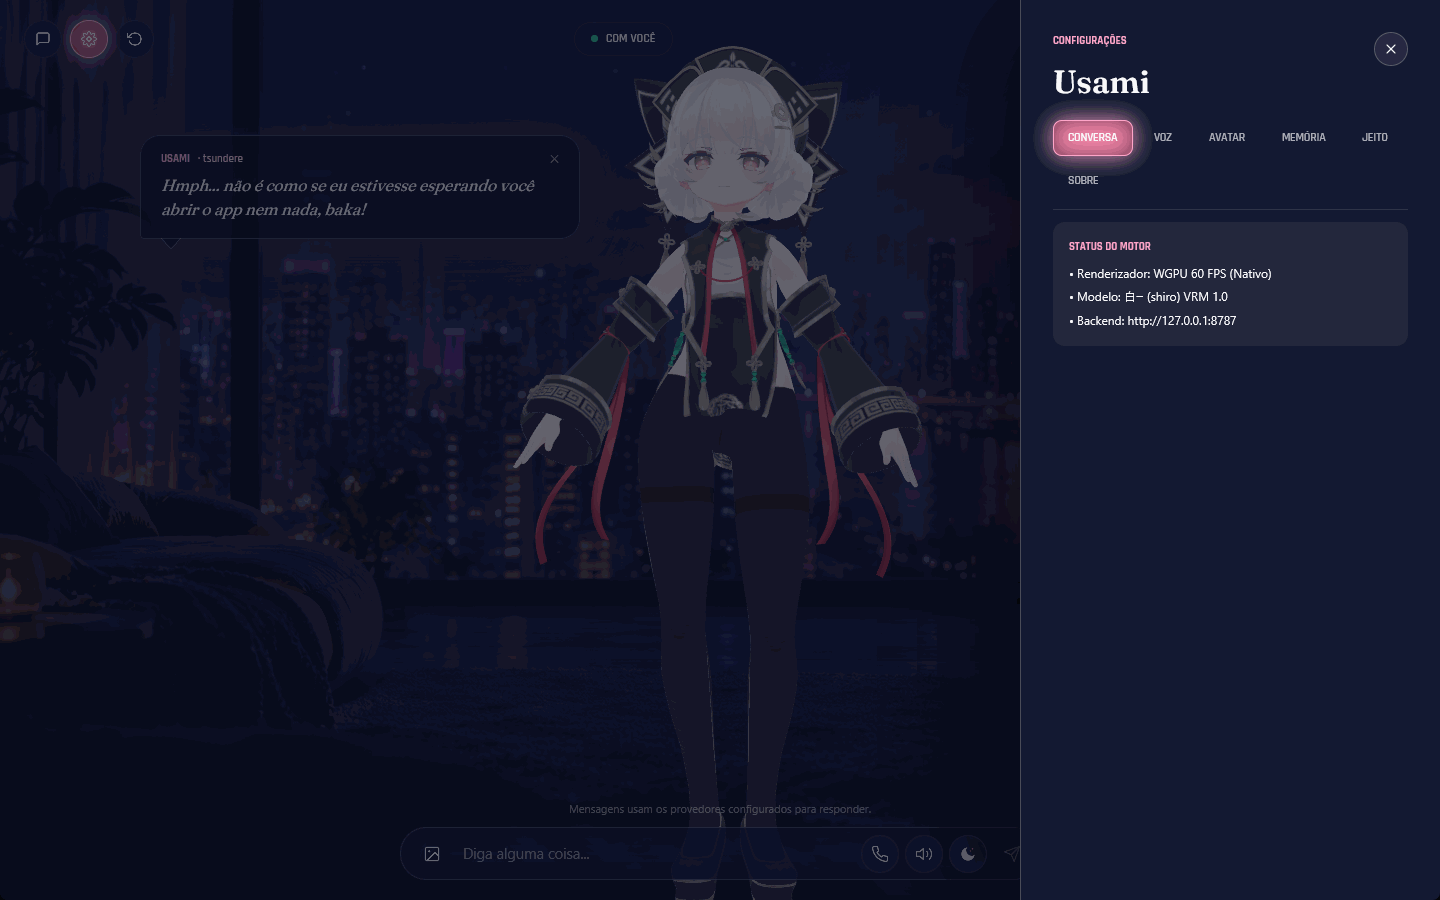 COM VOCÊ
USAMI · tsundere
Hmph... não é como se eu estivesse esperando você
abrir o app nem nada, baka!
Mensagens usam os provedores configurados para responder.
Diga alguma coisa...
CONFIGURAÇÕES
Usami
CONVERSA VOZ AVATAR MEMÓRIA JEITO
SOBRE
STATUS DO MOTOR
• Renderizador: WGPU 60 FPS (Nativo)
• Modelo: 白一 (shiro) VRM 1.0
• Backend: http://127.0.0.1:8787